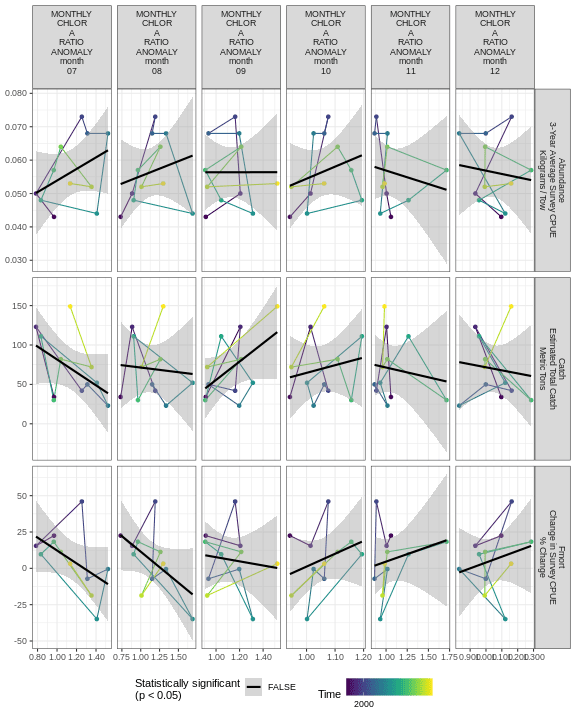 MONTHLY
CHLOR
A
RATIO
ANOMALY
month
07
MONTHLY
CHLOR
A
RATIO
ANOMALY
month
08
MONTHLY
CHLOR
A
RATIO
ANOMALY
month
09
MONTHLY
CHLOR
A
RATIO
ANOMALY
month
10
MONTHLY
CHLOR
A
RATIO
ANOMALY
month
11
MONTHLY
CHLOR
A
RATIO
ANOMALY
month
12
0.080
0.070
0.060
0.050
0.040
0.030
Abundance
3-Year Average Survey CPUE
Kilograms / Tow
150
100
50
0
Catch
Estimated Total Catch
Metric Tons
50
25
0
-25
-50
Fmort
Change in Survey CPUE
% Change
0.80 1.00 1.20 1.40
0.75 1.00 1.25 1.50
1.00 1.20 1.40
1.00 1.10 1.20
1.00 1.25 1.50 1.75
0.900 1.000 1.100 1.200 1.300
Statistically significant
(p < 0.05)
FALSE
Time
2000